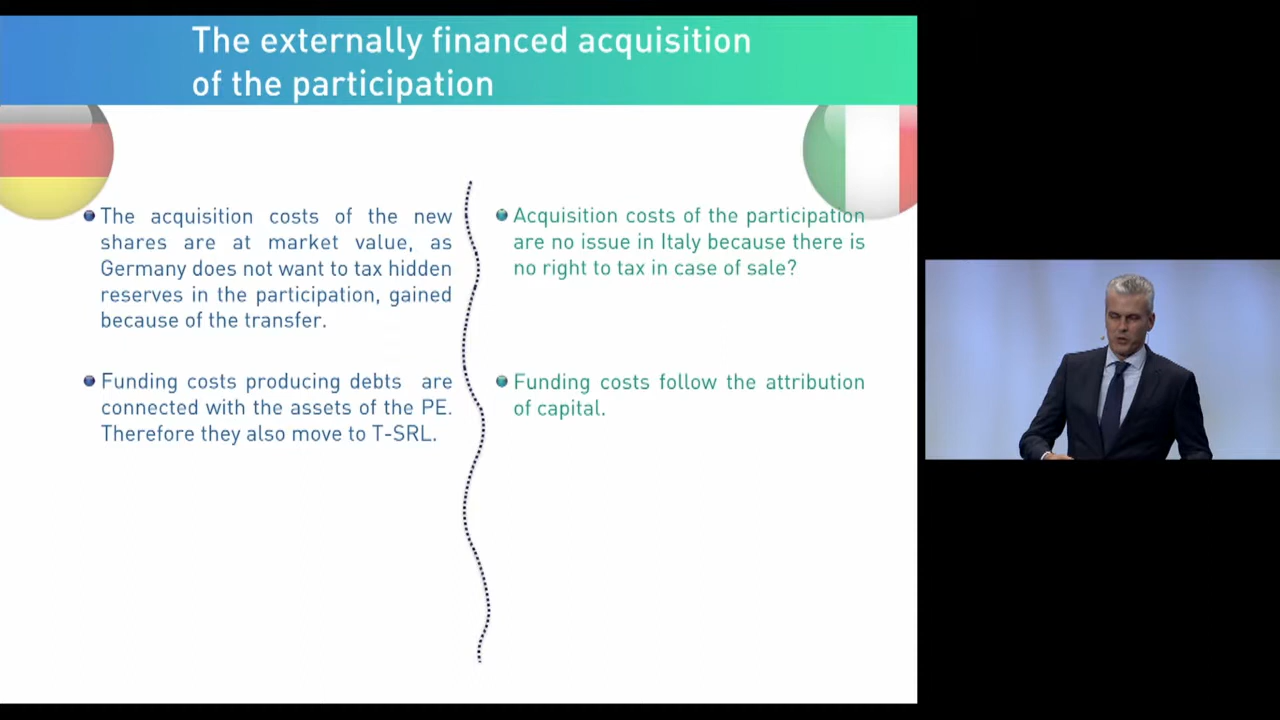 The externally financed acquisition
of the participation
The acquisition costs of the new
shares are at market value, as
Germany does not want to tax hidden
reserves in the participation, gained
because of the transfer.
Funding costs producing debts are
connected with the assets of the PE.
Therefore they also move to T-SRL.
Acquisition costs of the participation
are no issue in Italy because there is
no right to tax in case of sale?
Funding costs follow the attribution
of capital.